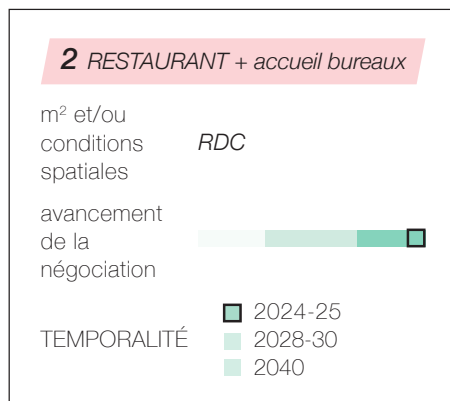 2 RESTAURANT + accueil bureaux
m² et/ou
conditions
spatiales
RDC
avancement
de la
négociation
TEMPORALITÉ
2024-25
2028-30
2040